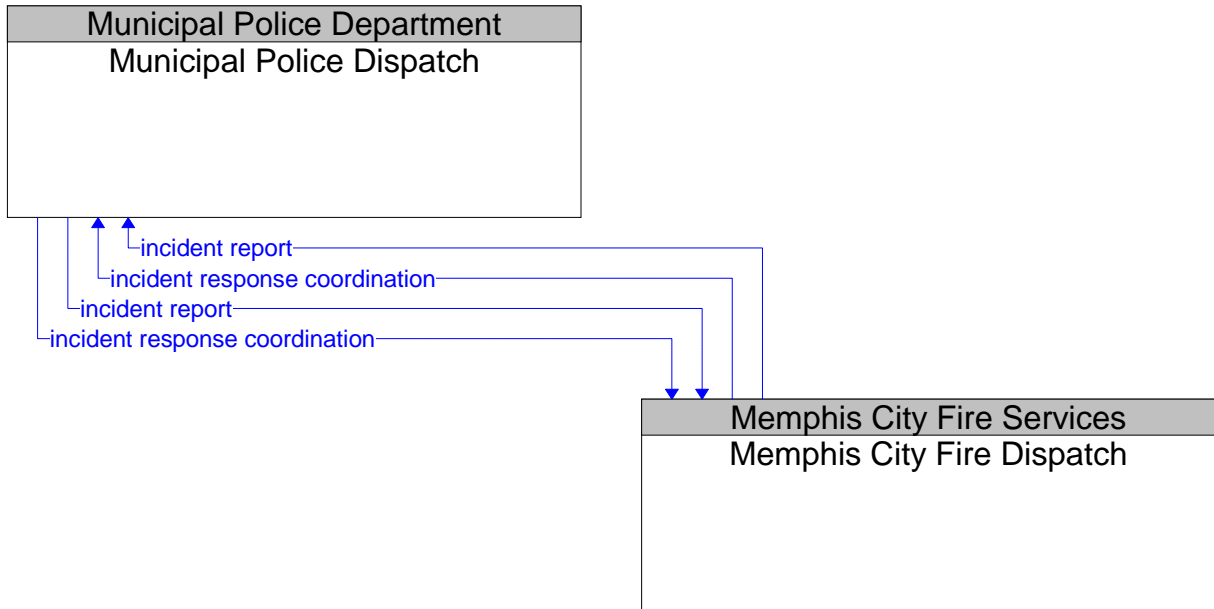 Municipal Police Department
Municipal Police Dispatch
incident report
incident response coordination
incident report
incident response coordination
Memphis City Fire Services
Memphis City Fire Dispatch